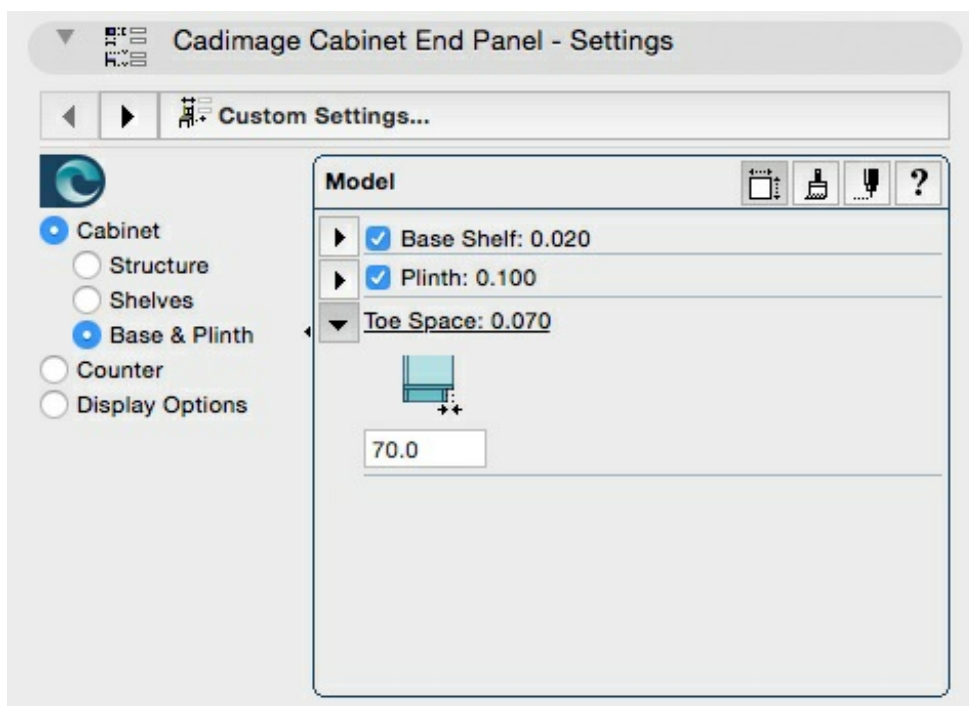 Cadimage Cabinet End Panel - Settings
Custom Settings...
Model
?
Cabinet
Structure
Shelves
Base & Plinth
Counter
Display Options
Base Shelf: 0.020
Plinth: 0.100
Toe Space: 0.070
70.0